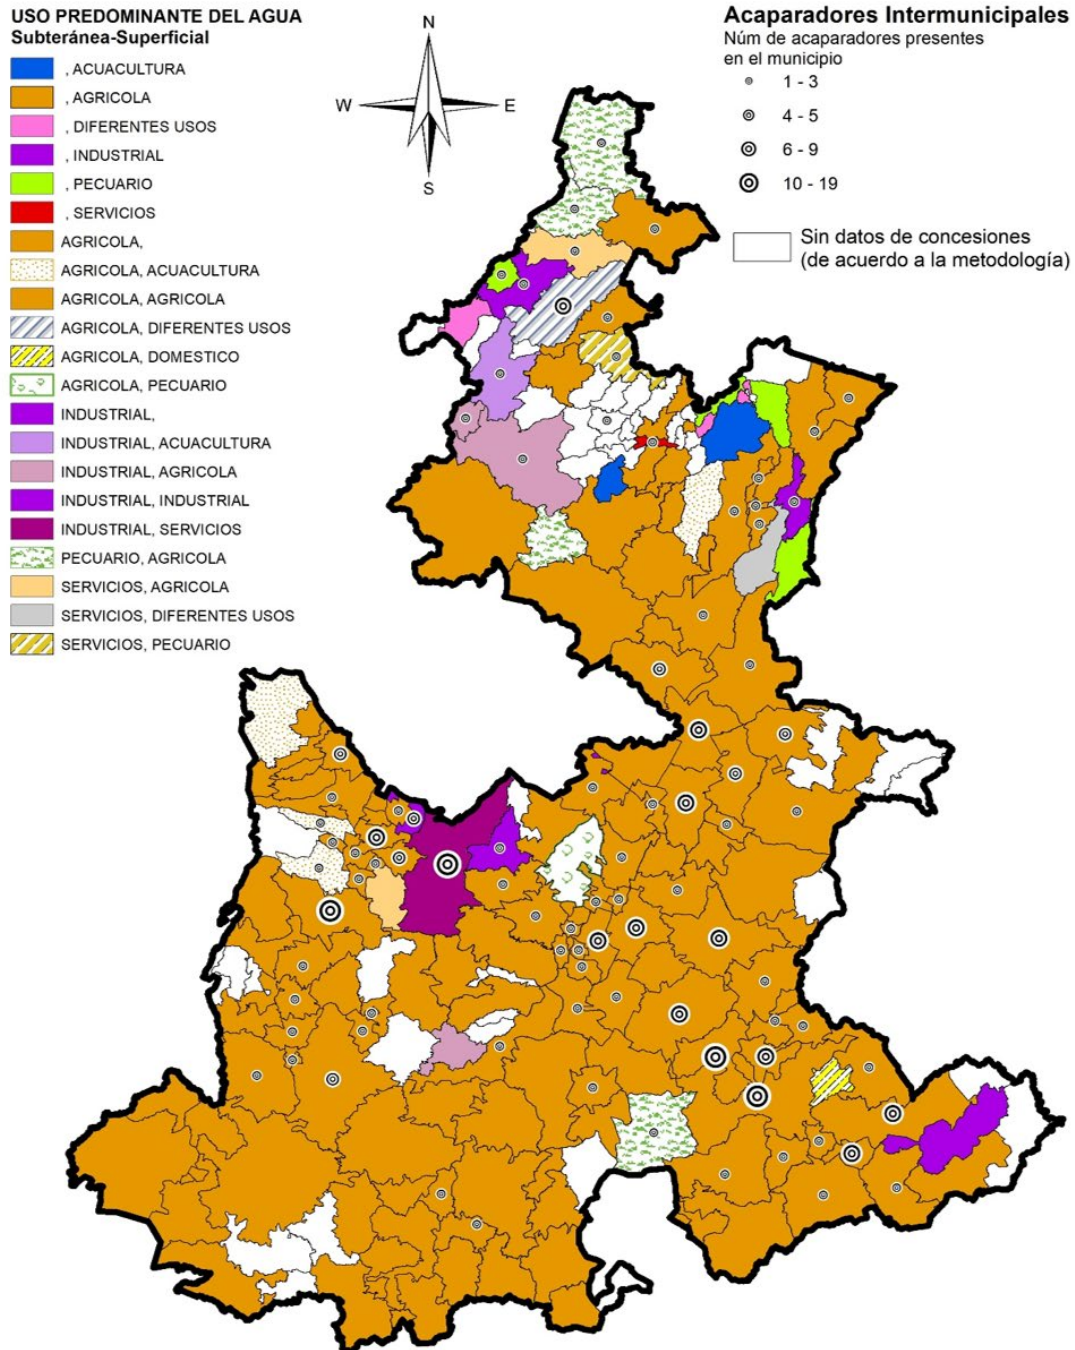 USO PREDOMINANTE DEL AGUA
Subteránea-Superficial
, ACUACULTURA
, AGRICOLA
, DIFERENTES USOS
, INDUSTRIAL
, PECUARIO
, SERVICIOS
AGRICOLA,
AGRICOLA, ACUACULTURA
AGRICOLA, AGRICOLA
AGRICOLA, DIFERENTES USOS
AGRICOLA, DOMESTICO
AGRICOLA, PECUARIO
INDUSTRIAL,
INDUSTRIAL, ACUACULTURA
INDUSTRIAL, AGRICOLA
INDUSTRIAL, INDUSTRIAL
INDUSTRIAL, SERVICIOS
PECUARIO, AGRICOLA
SERVICIOS, AGRICOLA
SERVICIOS, DIFERENTES USOS
SERVICIOS, PECUARIO
N
W
E
S
Acaparadores Intermunicipales
Núm de acaparadores presentes
en el municipio
1 - 3
4 - 5
6 - 9
10 - 19
Sin datos de concesiones
(de acuerdo a la metodología)